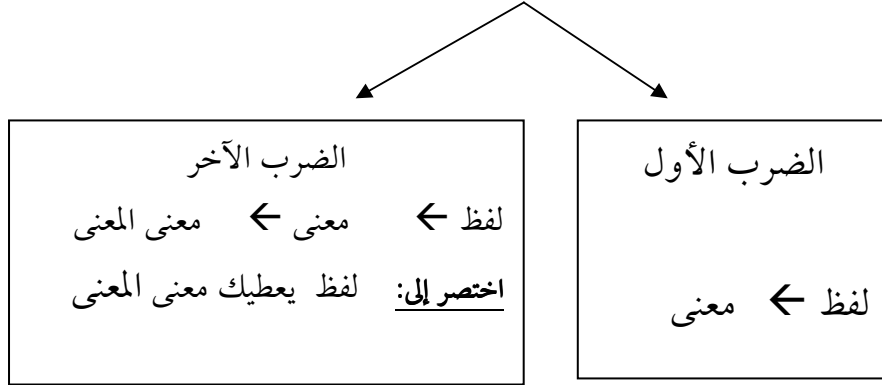 الضرب الأول
لفظ ← معنى
الضرب الآخر
لفظ ← معنى ← معنى المعنى
اختصر إلى: لفظ يعطيك معنى المعنى